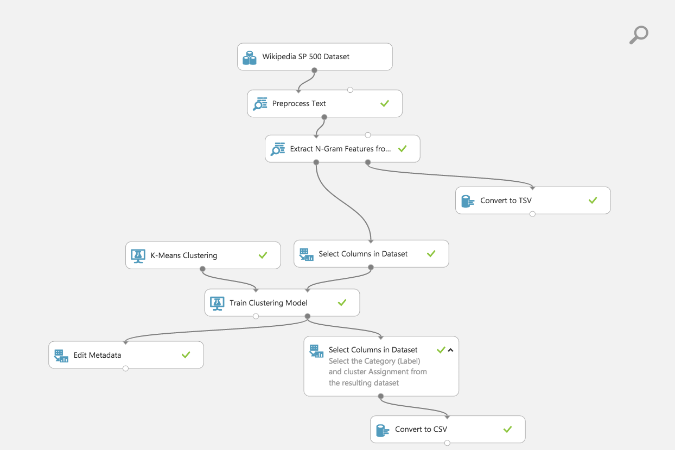 Wikipedia SP 500 Dataset
Preprocess Text
Extract N-Gram Features fro...
Convert to TSV
K-Means Clustering
Select Columns in Dataset
Train Clustering Model
Edit Metadata
Select Columns in Dataset
Select the Category (Label)
and cluster Assignment from
the resulting dataset
Convert to CSV